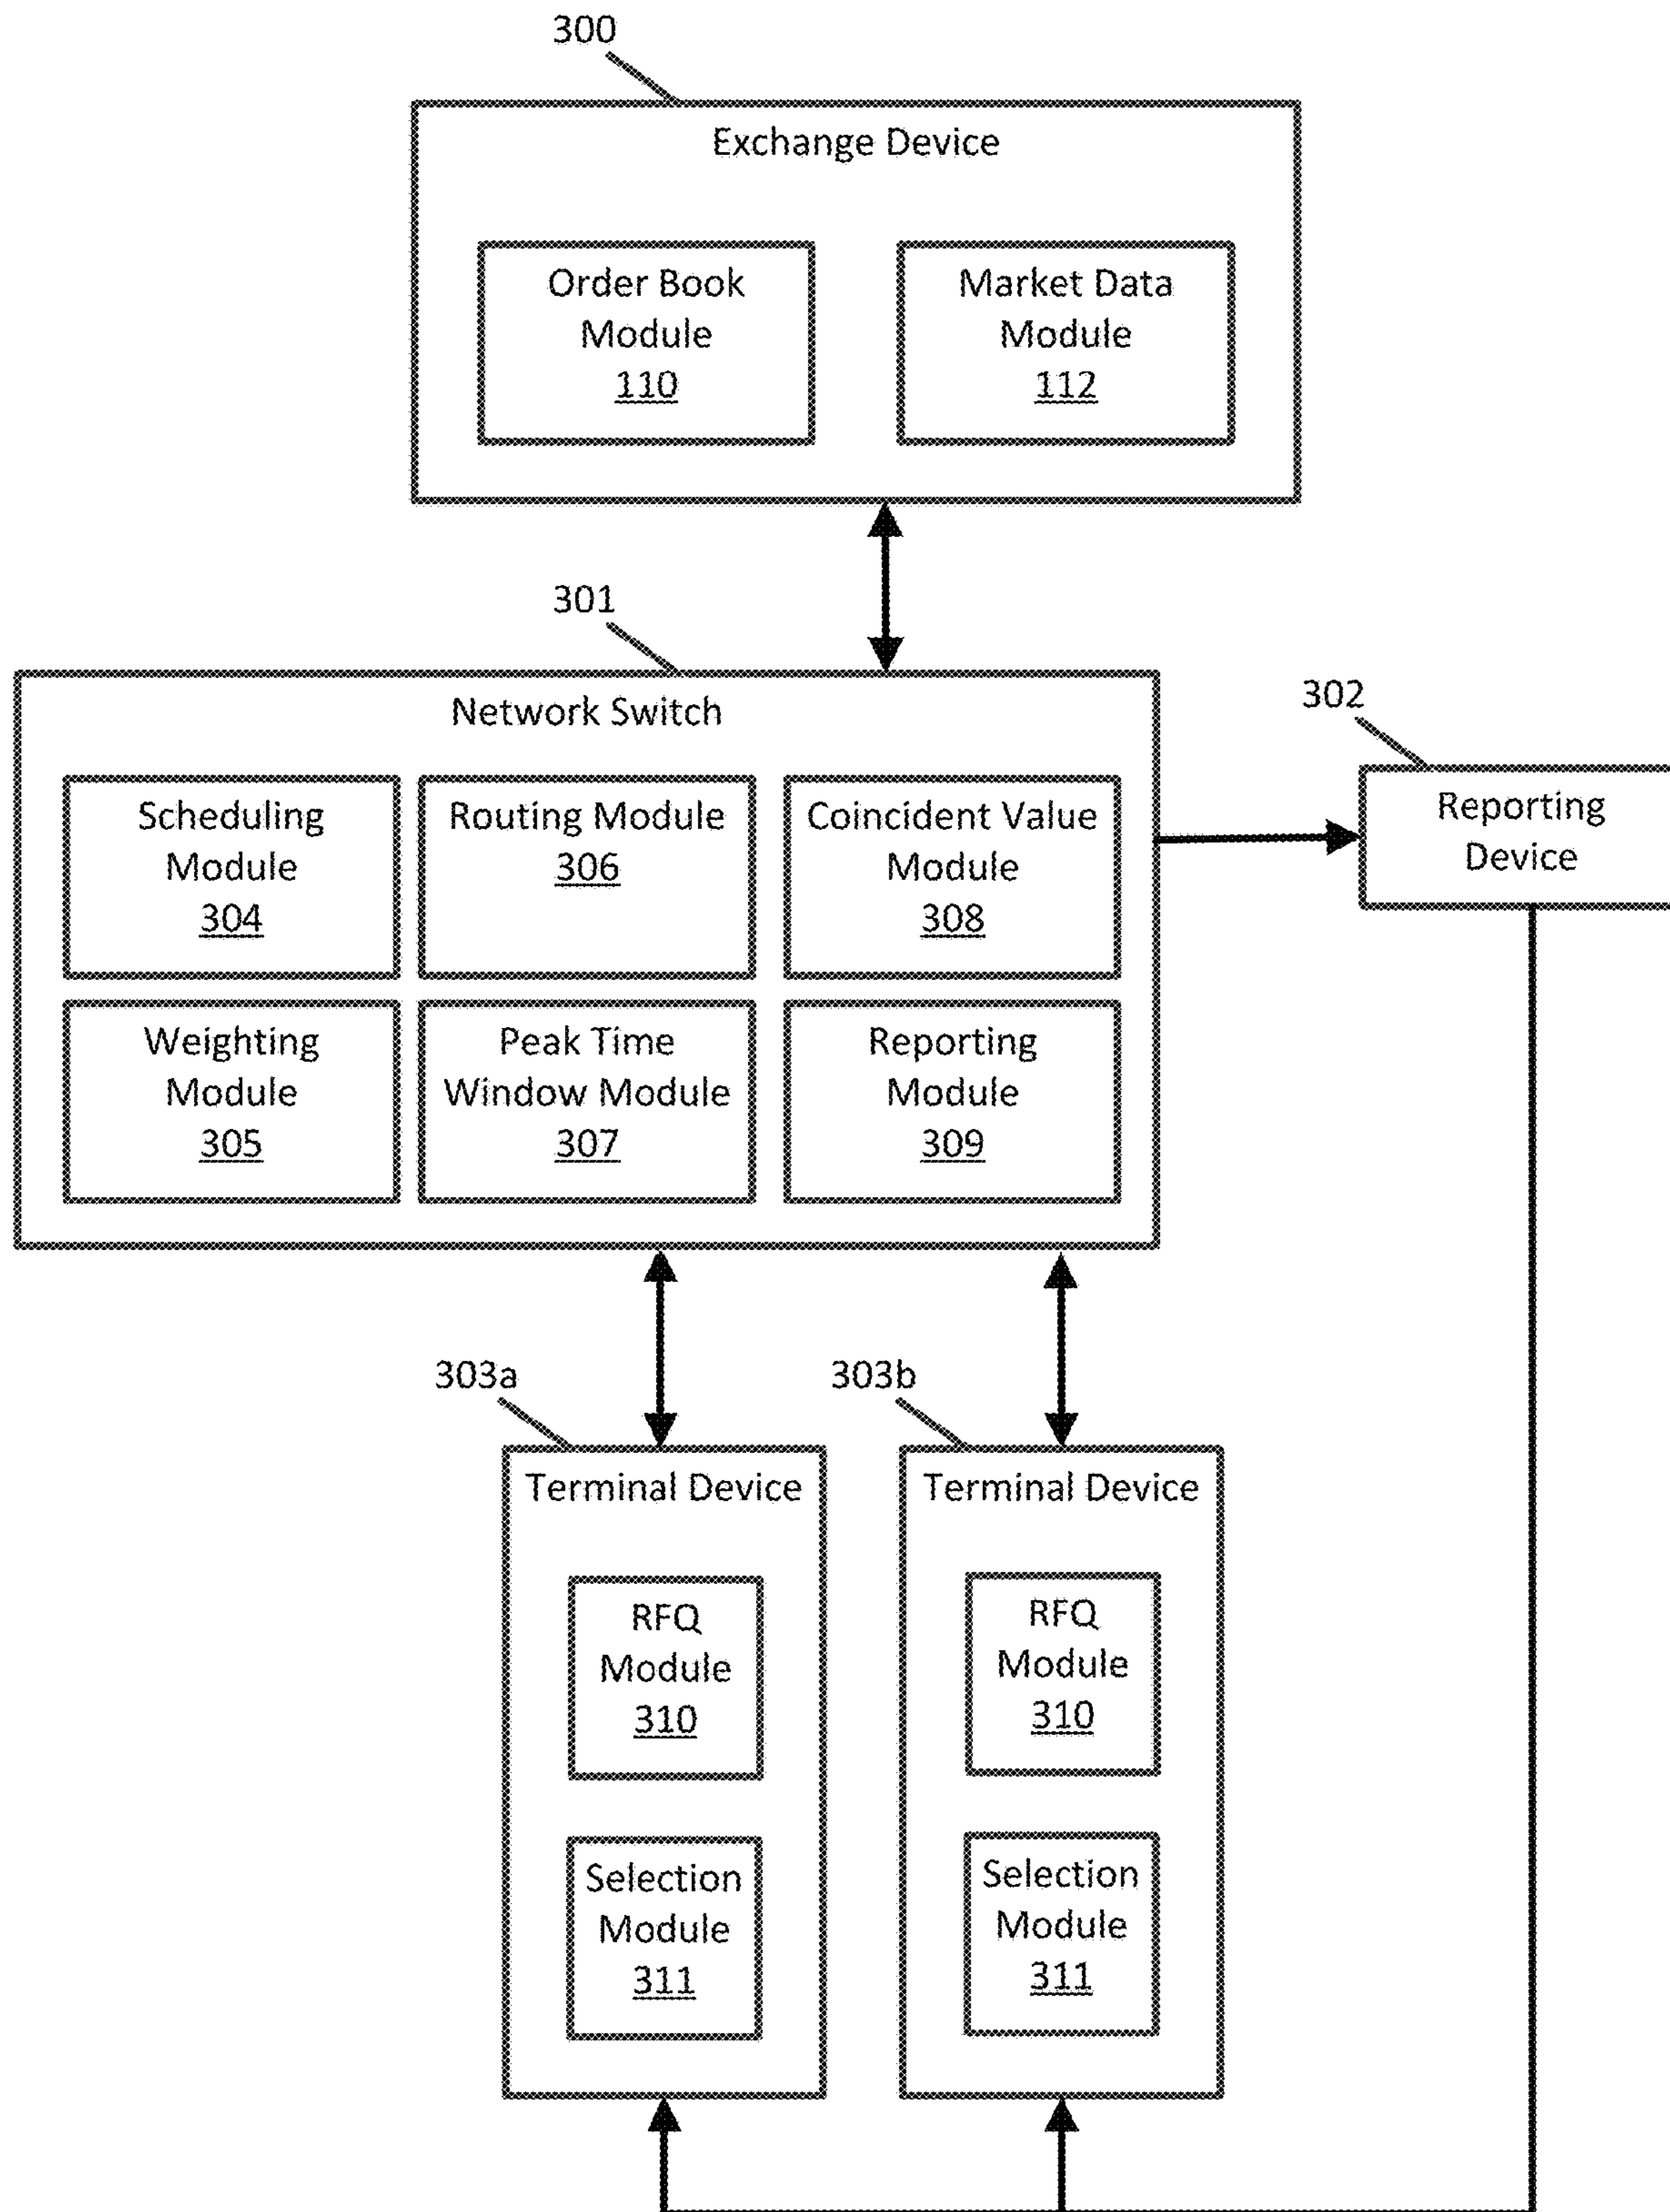 300
Exchange Device
Order Book
Module
110
Market Data
Module
112
301
Network Switch
302
Reporting
Device
Scheduling
Module
304
Routing Module
306
Coincident Value
Module
308
Weighting
Module
305
Peak Time
Window Module
307
Reporting
Module
309
303a
Terminal Device
RFQ
Module
310
Selection
Module
311
303b
Terminal Device
RFQ
Module
310
Selection
Module
311